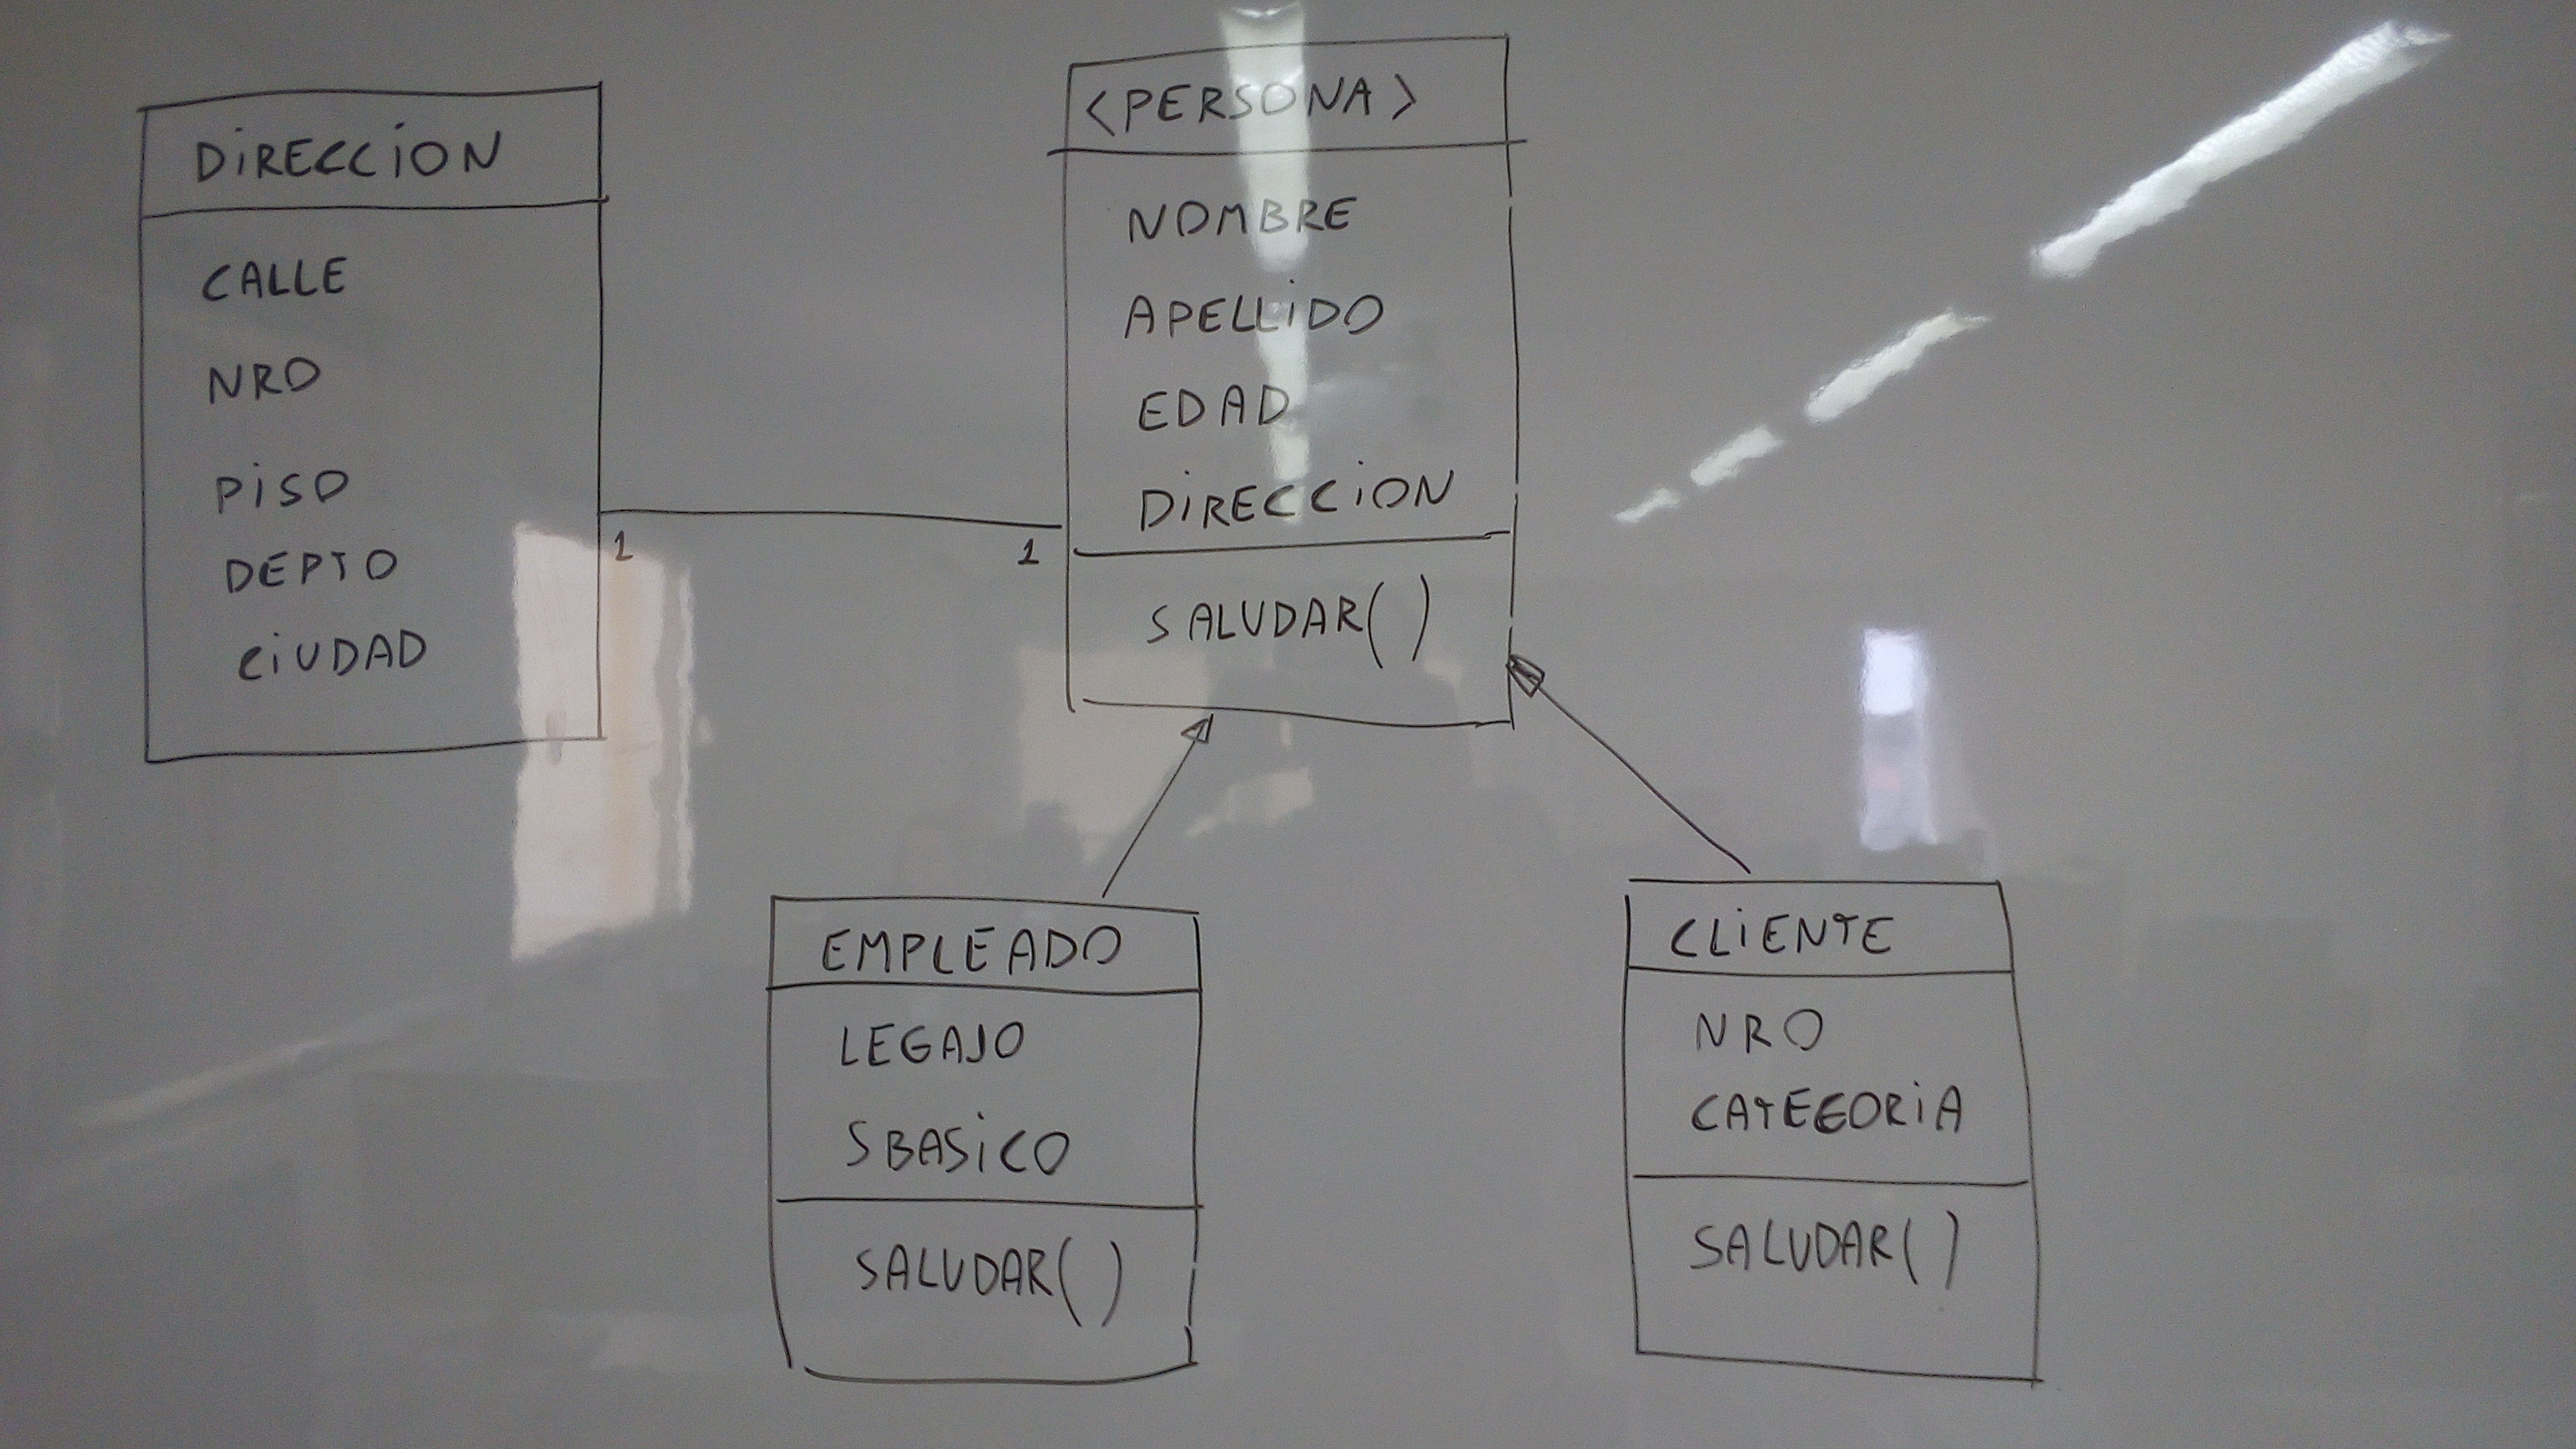 DIRECCION
CALLE
NRO
PISO
DEPTO
CIUDAD
1
1
<PERSONA>
NOMBRE
APELLIDO
EDAD
DIRECCION
SALUDAR()
EMPLEADO
LEGAJO
SBASICO
SALUDAR()
CLIENTE
NRO
CATEGORIA
SALUDAR()